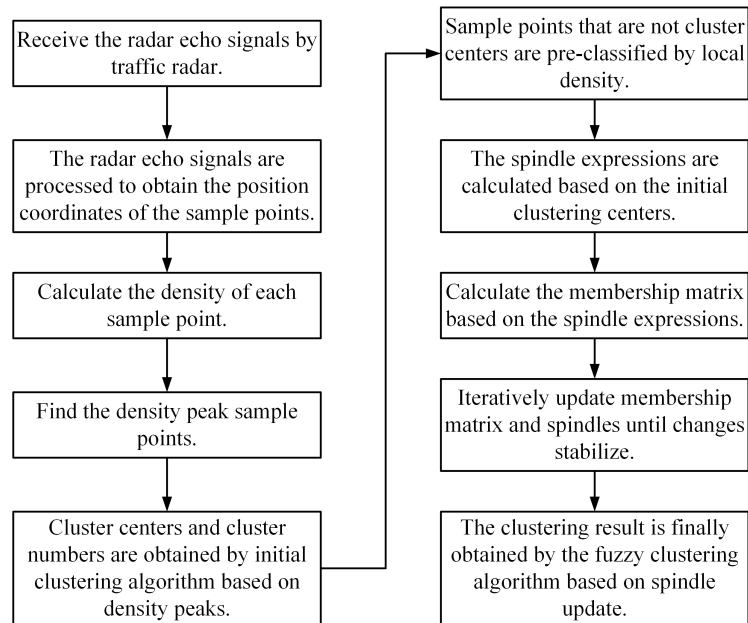 Receive the radar echo signals by
traffic radar.
The radar echo signals are
processed to obtain the position
coordinates of the sample points.
Calculate the density of each
sample point.
Find the density peak sample
points.
Cluster centers and cluster
numbers are obtained by initial
clustering algorithm based on
density peaks.
Sample points that are not cluster
centers are pre-classified by local
density.
The spindle expressions are
calculated based on the initial
clustering centers.
Calculate the membership matrix
based on the spindle expressions.
Iteratively update membership
matrix and spindles until changes
stabilize.
The clustering result is finally
obtained by the fuzzy clustering
algorithm based on spindle
update.